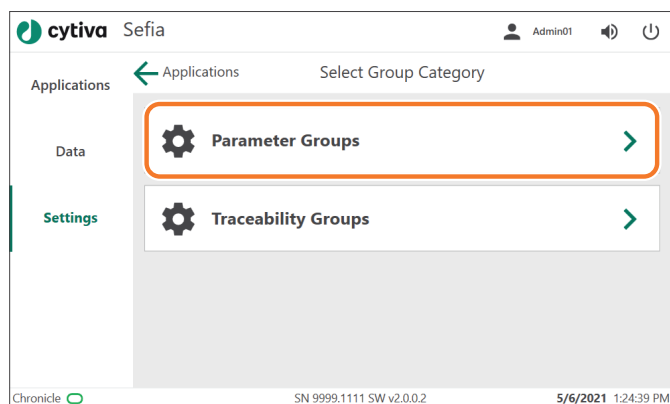 cytiva Sefia Admin01
Applications
Data
Settings
Applications Select Group Category
Parameter Groups
Traceability Groups
Chronicle SN 9999.1111 SW v2.0.0.2 5/6/2021 1:24:39 PM